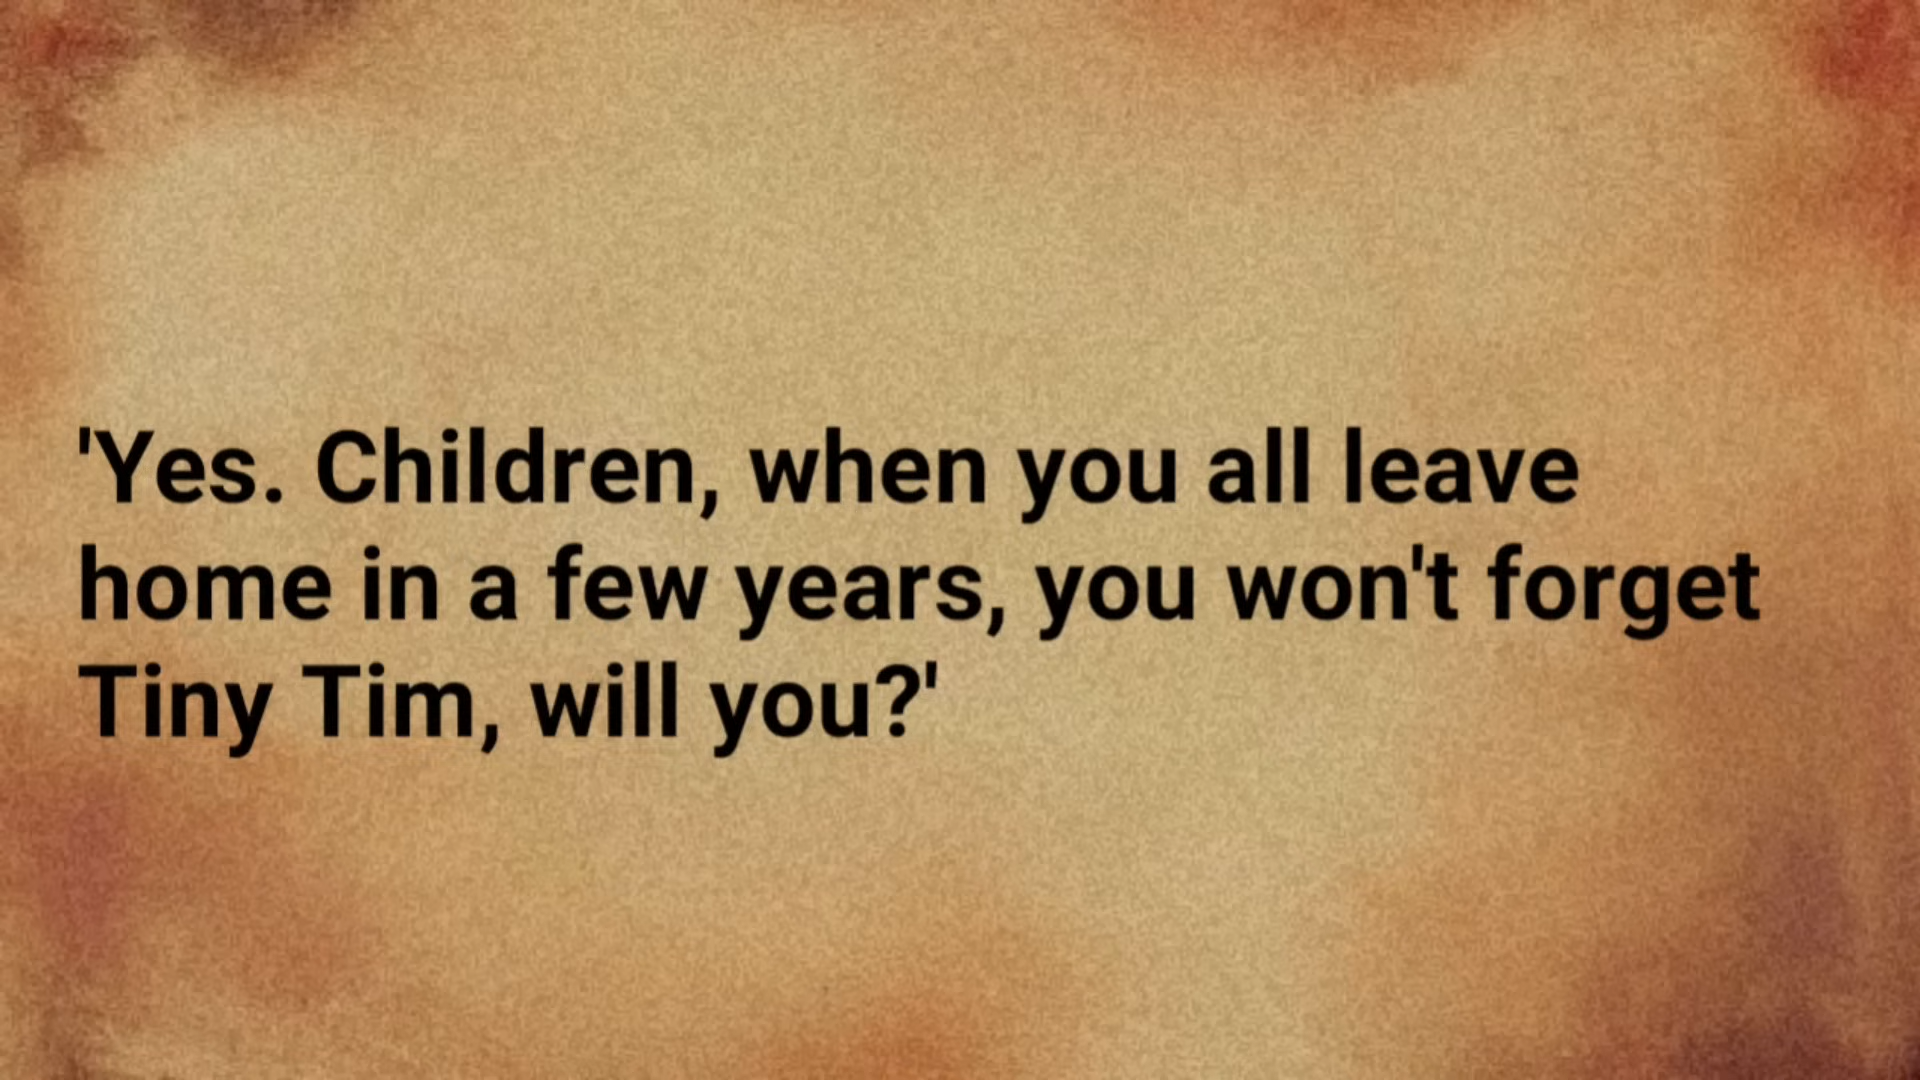 'Yes. Children, when you all leave
home in a few years, you won't forget
Tiny Tim, will you?'